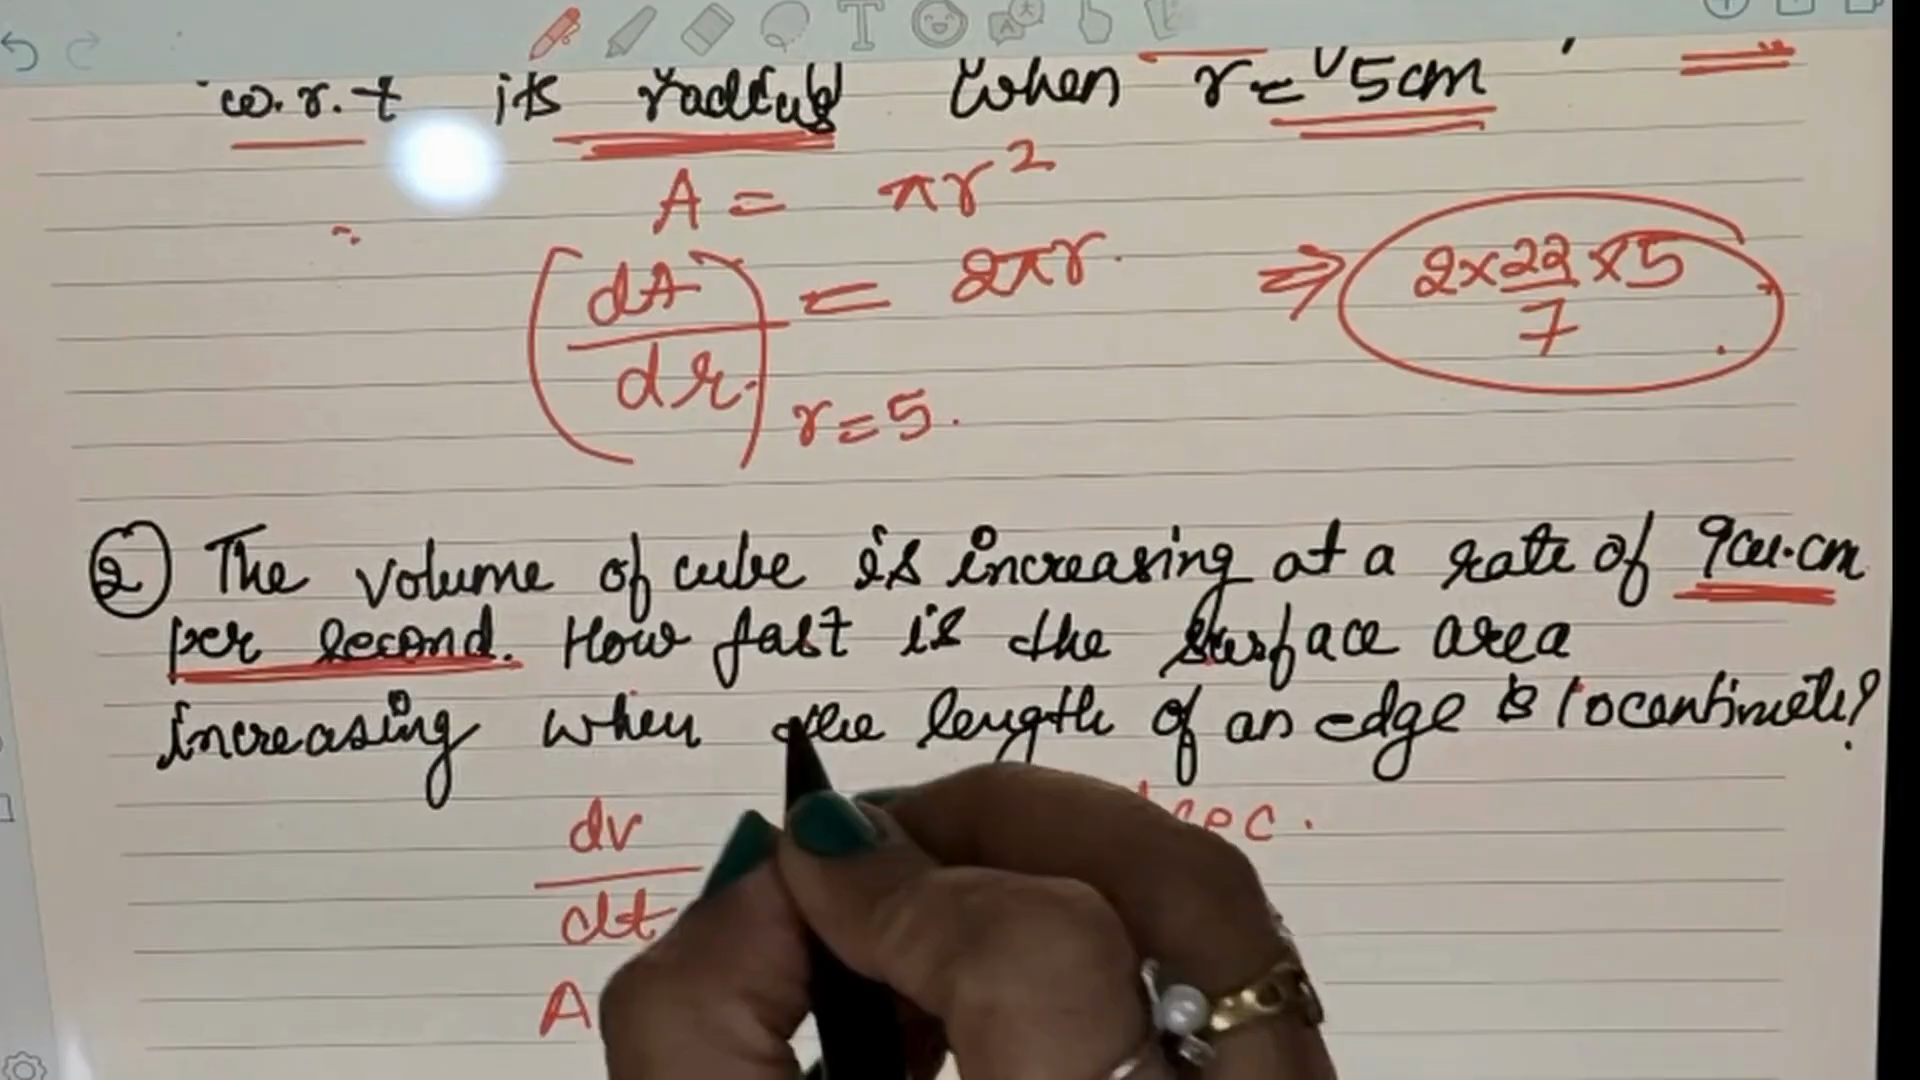 w.r.t its radius when r = 5cm
A = πr²
(dA/dr) r=5. = 2πr. ⇒ 2×22/7×5
② The volume of cube is increasing at a rate of 9cu.cm
per second. How fast is the surface area
increasing when the length of an edge is 10
dv
sec.
dt
A